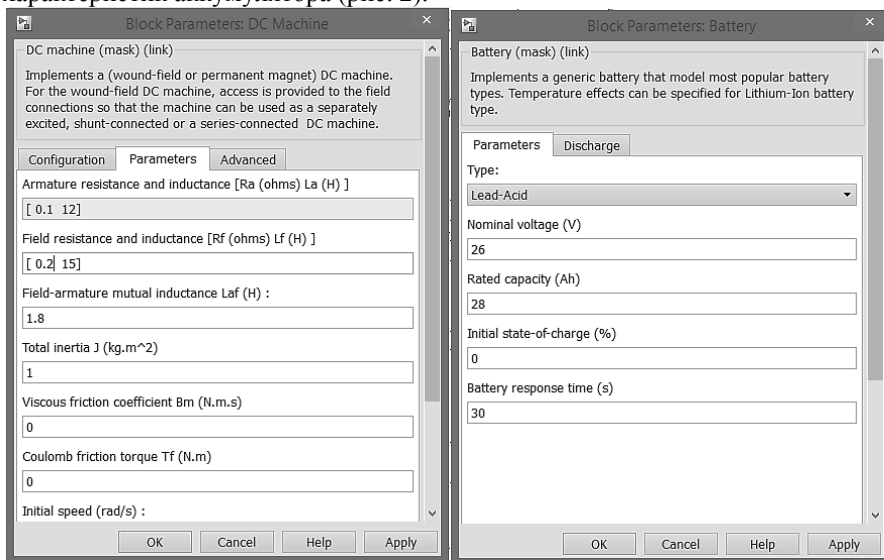 характеристик аккумулятора (рис. 2).
Block Parameters: DC Machine
DC machine (mask) (link)
Implements a (wound-field or permanent magnet) DC machine.
For the wound-field DC machine, access is provided to the field
connections so that the machine can be used as a separately
excited, shunt-connected or a series-connected DC machine.
Configuration Parameters Advanced
Armature resistance and inductance [Ra (ohms) La (H) ]
[ 0.1 12]
Field resistance and inductance [Rf (ohms) Lf (H) ]
[ 0.2 15]
Field-armature mutual inductance Laf (H) :
1.8
Total inertia J (kg.m^2)
1
Viscous friction coefficient Bm (N.m.s)
0
Coulomb friction torque Tf (N.m)
0
Initial speed (rad/s) :
OK Cancel Help Apply
Block Parameters: Battery
Battery (mask) (link)
Implements a generic battery that model most popular battery
types. Temperature effects can be specified for Lithium-Ion battery
type.
Parameters Discharge
Type:
Lead-Acid
Nominal voltage (V)
26
Rated capacity (Ah)
28
Initial state-of-charge (%)
0
Battery response time (s)
30
OK Cancel Help Apply